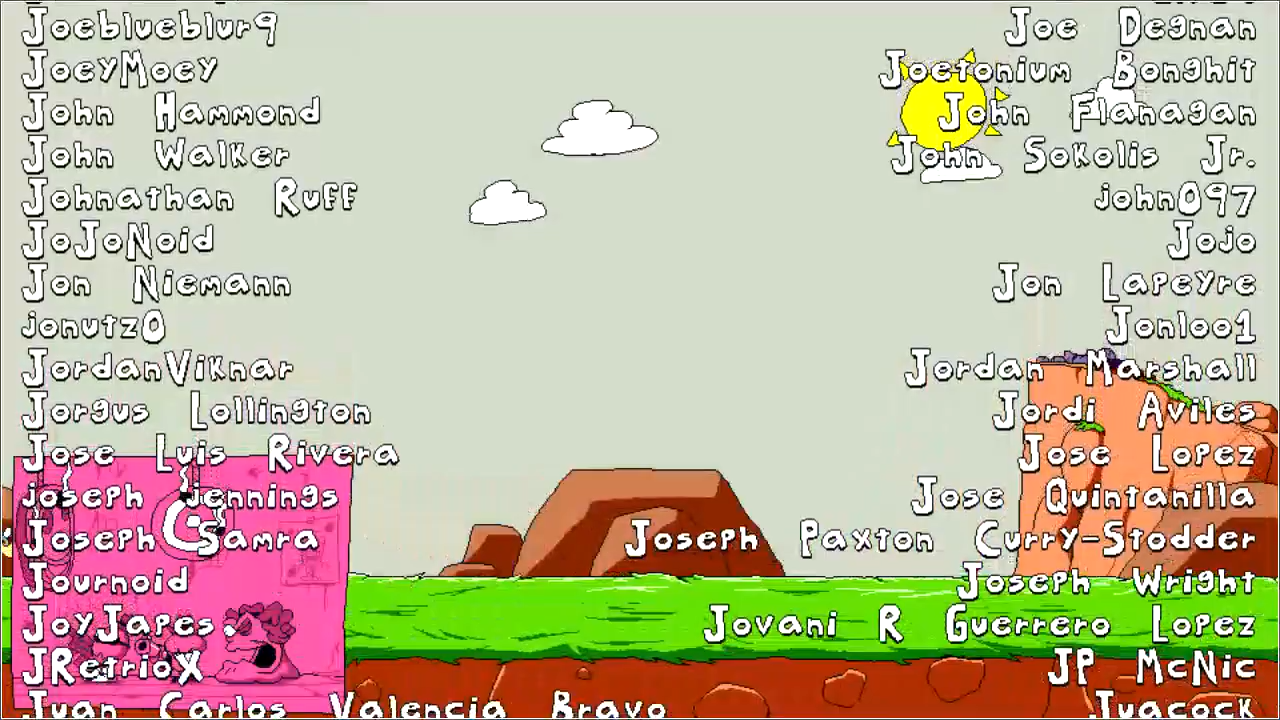 Joeblueblur9
Joe Degnan
JoeyMoey
Joetonium Bonghit
John Hammond
John Flanagan
John Walker
John Sokolis Jr.
Johnathan Ruff
john097
JoJoNoid
Jojo
Jon Niemann
Jon Lapeyre
jonutz0
Jonloo1
JordanViknar
Jordan Marshall
Jorgus Lollington
Jordi Aviles
Jose Luis Rivera
Jose Lopez
joseph jennings
Jose Quintanilla
Joseph Samra
Joseph Paxton Curry-Stodder
Journoid
Joseph Wright
JoyJapes
Jovani R Guerrero Lopez
JRetrioX
JP McNic
Juan Carlos Valencia Bravo
Juacock